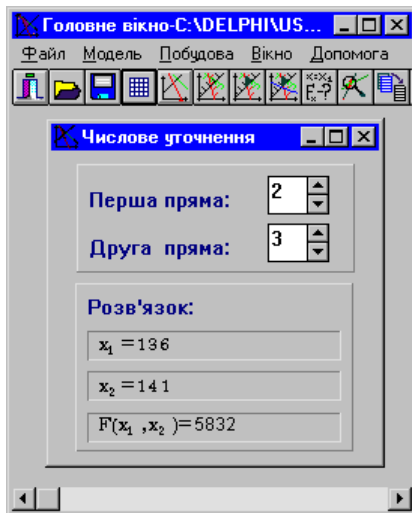 Головне вікно-C:\DELPHI\US...
Файл Модель Побудова Вікно Допомога
Числове уточнення
Перша пряма: 2
Друга пряма: 3
Розв'язок:
x₁ =136
x₂ =141
F(x₁ ,x₂ )=5832